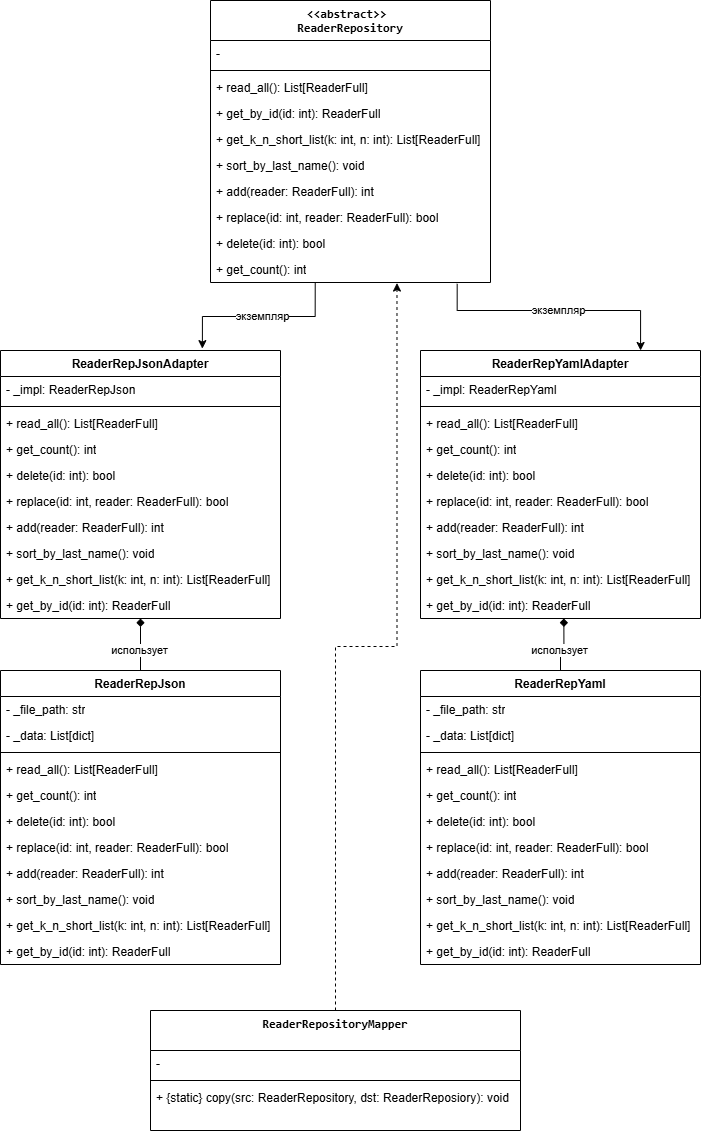 <<abstract>>
ReaderRepository
-
+ read_all(): List[ReaderFull]
+ get_by_id(id: int): ReaderFull
+ get_k_n_short_list(k: int, n: int): List[ReaderFull]
+ sort_by_last_name(): void
+ add(reader: ReaderFull): int
+ replace(id: int, reader: ReaderFull): bool
+ delete(id: int): bool
+ get_count(): int
экземпляр
экземпляр
ReaderRepJsonAdapter
- _impl: ReaderRepJson
+ read_all(): List[ReaderFull]
+ get_count(): int
+ delete(id: int): bool
+ replace(id: int, reader: ReaderFull): bool
+ add(reader: ReaderFull): int
+ sort_by_last_name(): void
+ get_k_n_short_list(k: int, n: int): List[ReaderFull]
+ get_by_id(id: int): ReaderFull
ReaderRepYamlAdapter
- _impl: ReaderRepYaml
+ read_all(): List[ReaderFull]
+ get_count(): int
+ delete(id: int): bool
+ replace(id: int, reader: ReaderFull): bool
+ add(reader: ReaderFull): int
+ sort_by_last_name(): void
+ get_k_n_short_list(k: int, n: int): List[ReaderFull]
+ get_by_id(id: int): ReaderFull
использует
использует
ReaderRepJson
- _file_path: str
- _data: List[dict]
+ read_all(): List[ReaderFull]
+ get_count(): int
+ delete(id: int): bool
+ replace(id: int, reader: ReaderFull): bool
+ add(reader: ReaderFull): int
+ sort_by_last_name(): void
+ get_k_n_short_list(k: int, n: int): List[ReaderFull]
+ get_by_id(id: int): ReaderFull
ReaderRepYaml
- _file_path: str
- _data: List[dict]
+ read_all(): List[ReaderFull]
+ get_count(): int
+ delete(id: int): bool
+ replace(id: int, reader: ReaderFull): bool
+ add(reader: ReaderFull): int
+ sort_by_last_name(): void
+ get_k_n_short_list(k: int, n: int): List[ReaderFull]
+ get_by_id(id: int): ReaderFull
ReaderRepositoryMapper
-
+ {static} copy(src: ReaderRepository, dst: ReaderReposiory): void